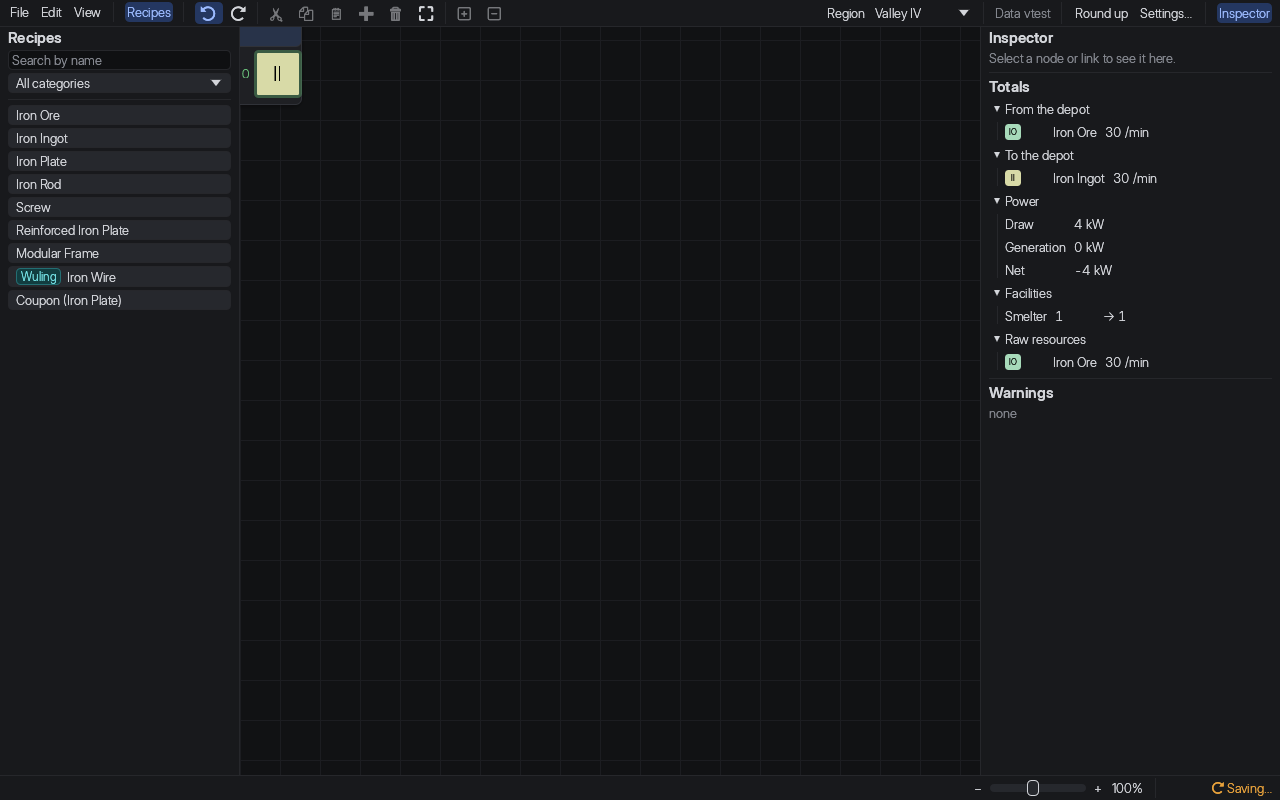 File Edit View Recipes Region Valley IV Data vtest Round up Settings... Inspector
Recipes
Search by name
All categories
Iron Ore
Iron Ingot
Iron Plate
Iron Rod
Screw
Reinforced Iron Plate
Modular Frame
Wuling Iron Wire
Coupon (Iron Plate)
0 II
Inspector
Select a node or link to see it here.
Totals
From the depot
IO Iron Ore 30 /min
To the depot
II Iron Ingot 30 /min
Power
Draw 4 kW
Generation 0 kW
Net -4 kW
Facilities
Smelter 1 → 1
Raw resources
IO Iron Ore 30 /min
Warnings
none
− + 100% Saving...